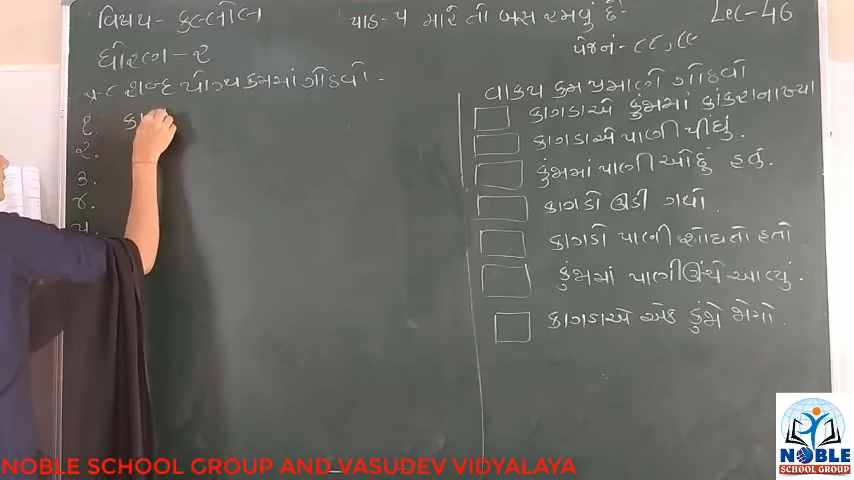 વિષય - કલ્લોલ
પાઠ - ૫ મારે તો બસ રમવું છે -
Lec - 46
ધોરણ - ૨
પેજનં - ૮૮, ૮૯
પ્ર - ૮ શબ્દ યોગ્ય ક્રમમાં ગોઠવો -
૧. કા
૨.
૩.
૪.
૫.
વાક્ય ક્રમ પ્રમાણે ગોઠવો
કાગડાએ કુંભમાં કાંકરા નાખ્યા
કાગડાએ પાણી પીધું.
કુંભમાં પાણી ઓછું હતું.
કાગડો ઊડી ગયો.
કાગડો પાણી શોધતો હતો
કુંભમાં પાણી ઊંચે આવ્યું.
કાગડાએ એક કુંભ જોયો.
NOBLE
SCHOOL GROUP
NOBLE SCHOOL GROUP AND VASUDEV VIDYALAYA